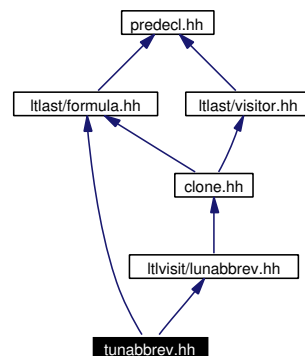 predecl.hh
ltlast/formula.hh
ltlast/visitor.hh
clone.hh
ltlvisit/lunabbrev.hh
tunabbrev.hh